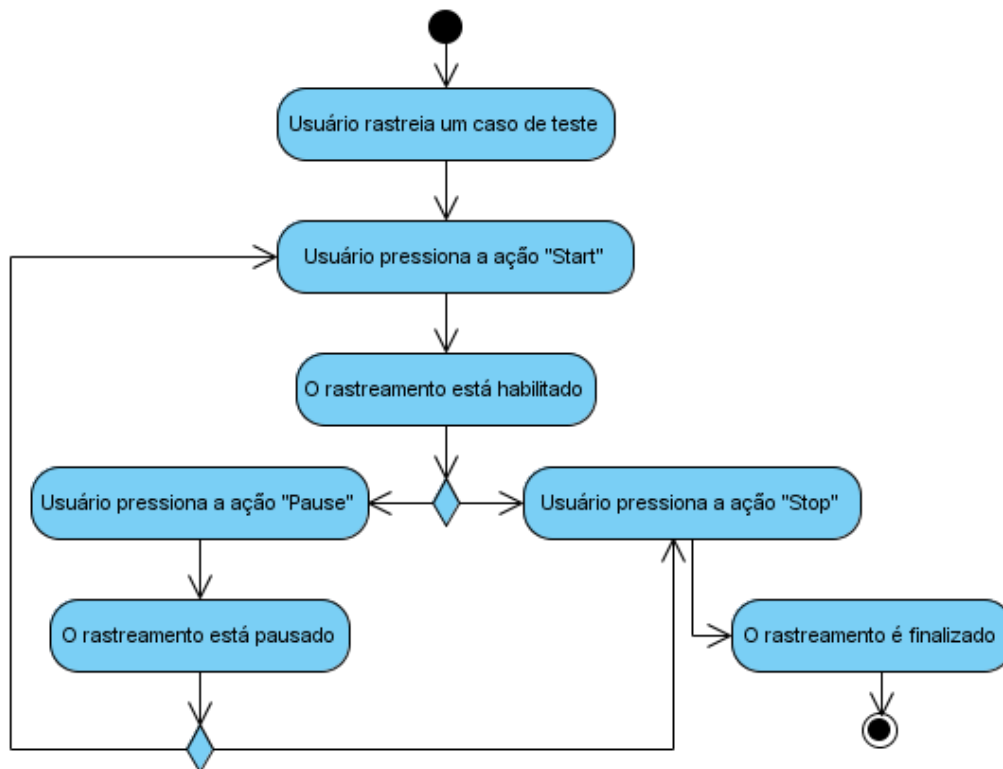 Usuário rastreia um caso de teste
Usuário pressiona a ação "Start"
O rastreamento está habilitado
Usuário pressiona a ação "Pause"
Usuário pressiona a ação "Stop"
O rastreamento está pausado
O rastreamento é finalizado